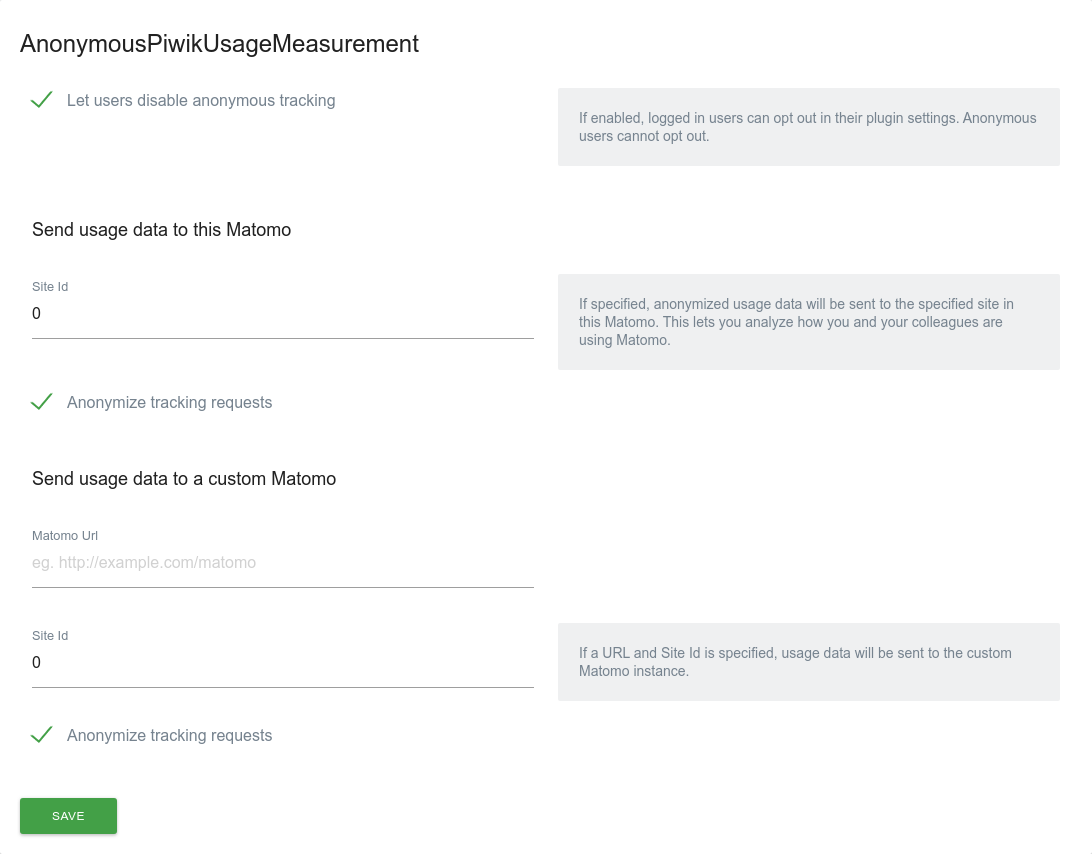 AnonymousPiwikUsageMeasurement
Let users disable anonymous tracking
If enabled, logged in users can opt out in their plugin settings. Anonymous
users cannot opt out.
Send usage data to this Matomo
Site Id
0
If specified, anonymized usage data will be sent to the specified site in
this Matomo. This lets you analyze how you and your colleagues are
using Matomo.
Anonymize tracking requests
Send usage data to a custom Matomo
Matomo Url
eg. http://example.com/matomo
Site Id
0
If a URL and Site Id is specified, usage data will be sent to the custom
Matomo instance.
Anonymize tracking requests
SAVE